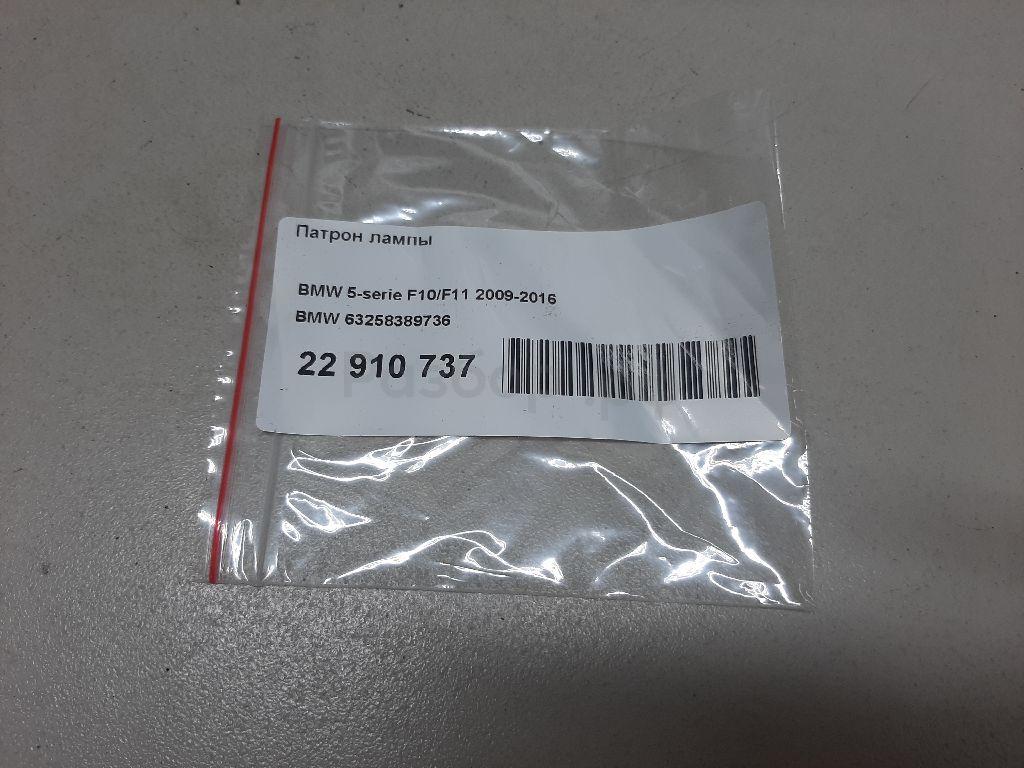 Патрон лампы
BMW 5-serie F10/F11 2009-2016
BMW 63258389736
22 910 737